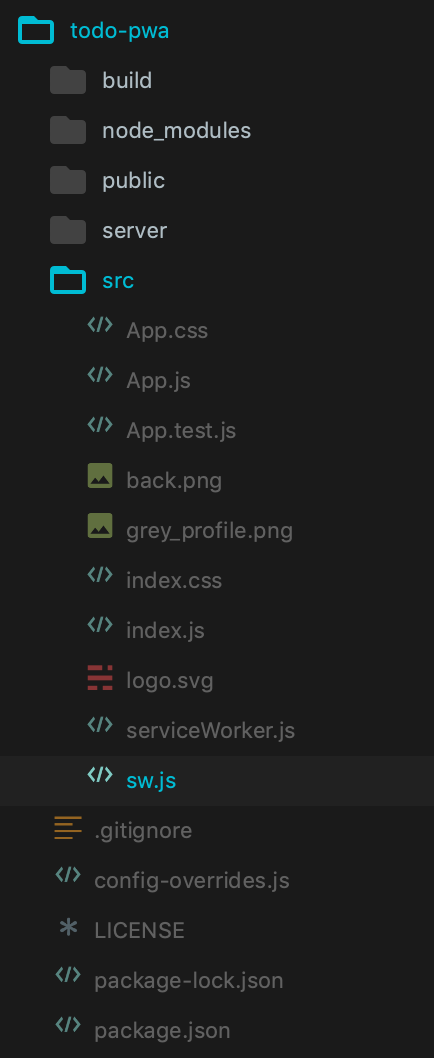 todo-pwa
build
node_modules
public
server
src
App.css
App.js
App.test.js
back.png
grey_profile.png
index.css
index.js
logo.svg
serviceWorker.js
sw.js
.gitignore
config-overrides.js
LICENSE
package-lock.json
package.json